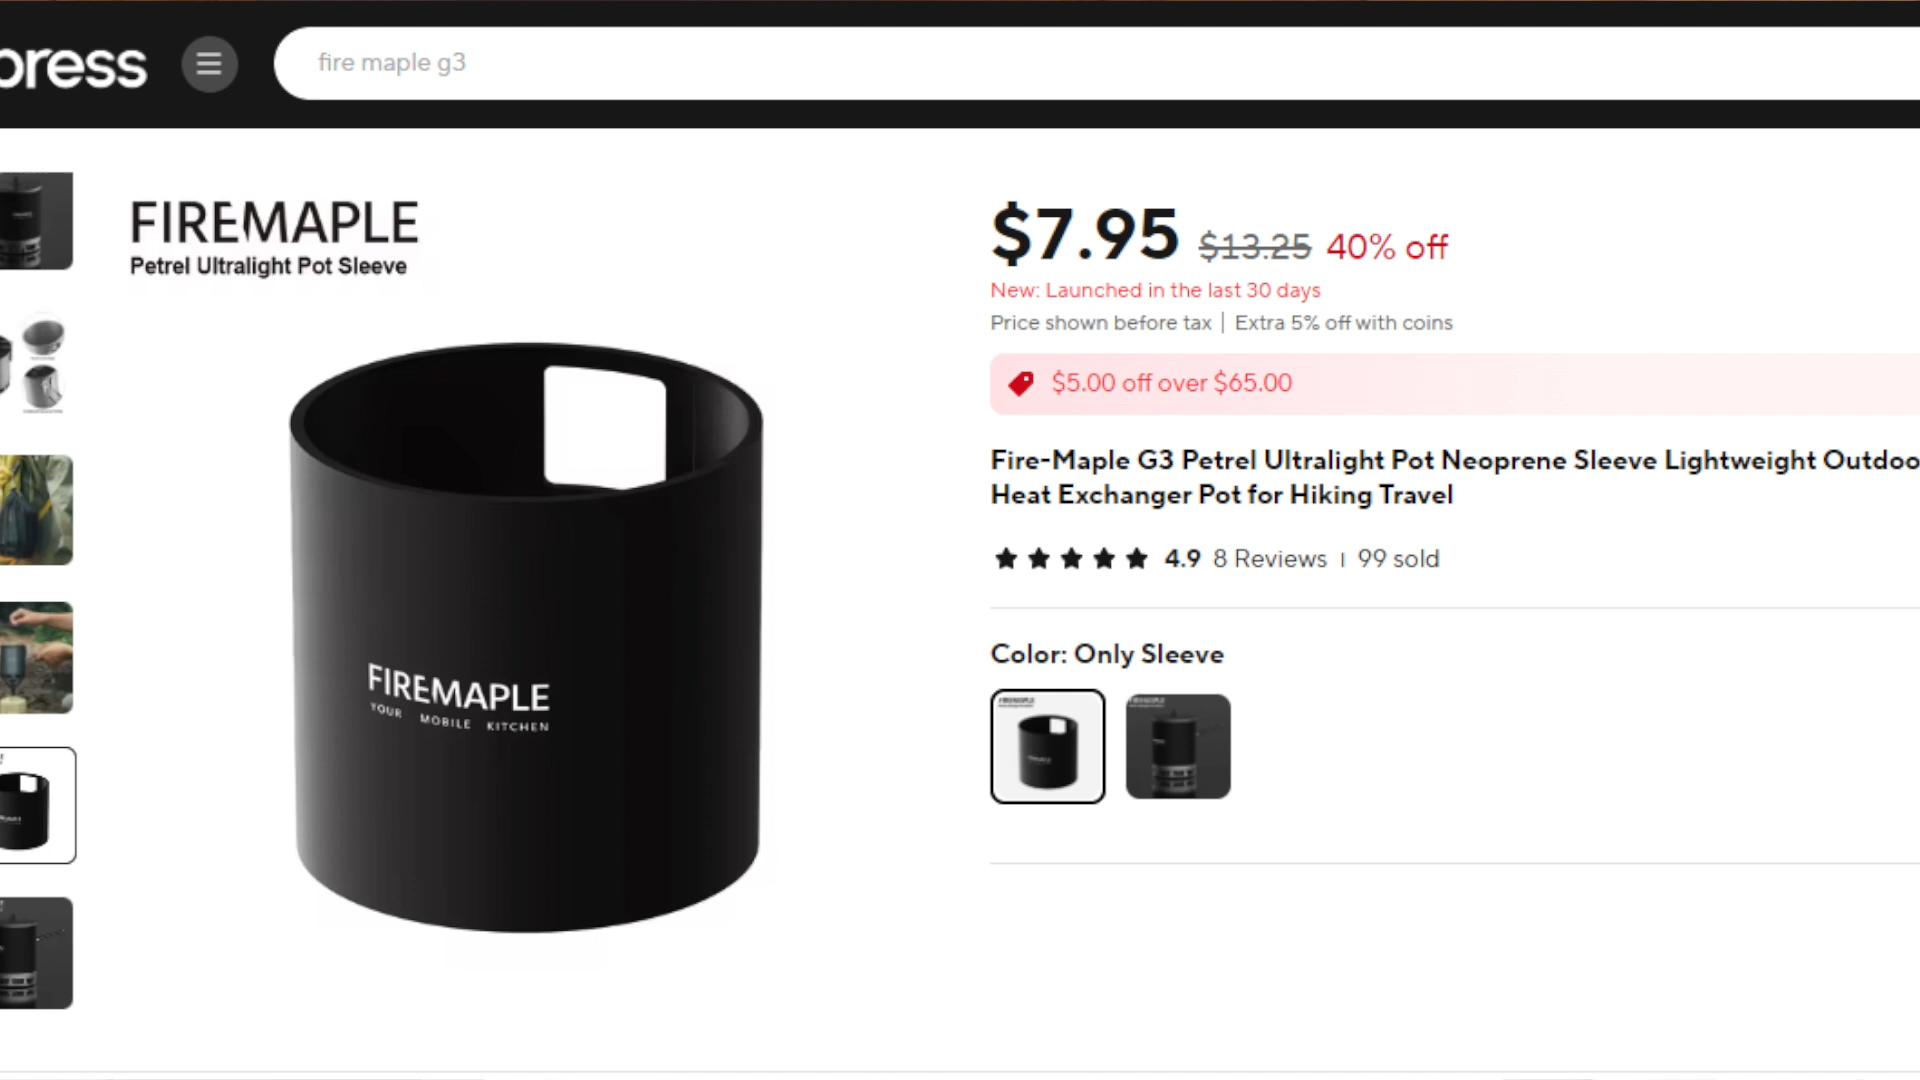 press
fire maple g3
FIREMAPLE
Petrel Ultralight Pot Sleeve
FIREMAPLE
YOUR MOBILE KITCHEN
$7.95 $13.25 40% off
New: Launched in the last 30 days
Price shown before tax | Extra 5% off with coins
$5.00 off over $65.00
Fire-Maple G3 Petrel Ultralight Pot Neoprene Sleeve Lightweight Outdoo
Heat Exchanger Pot for Hiking Travel
4.9 8 Reviews | 99 sold
Color: Only Sleeve